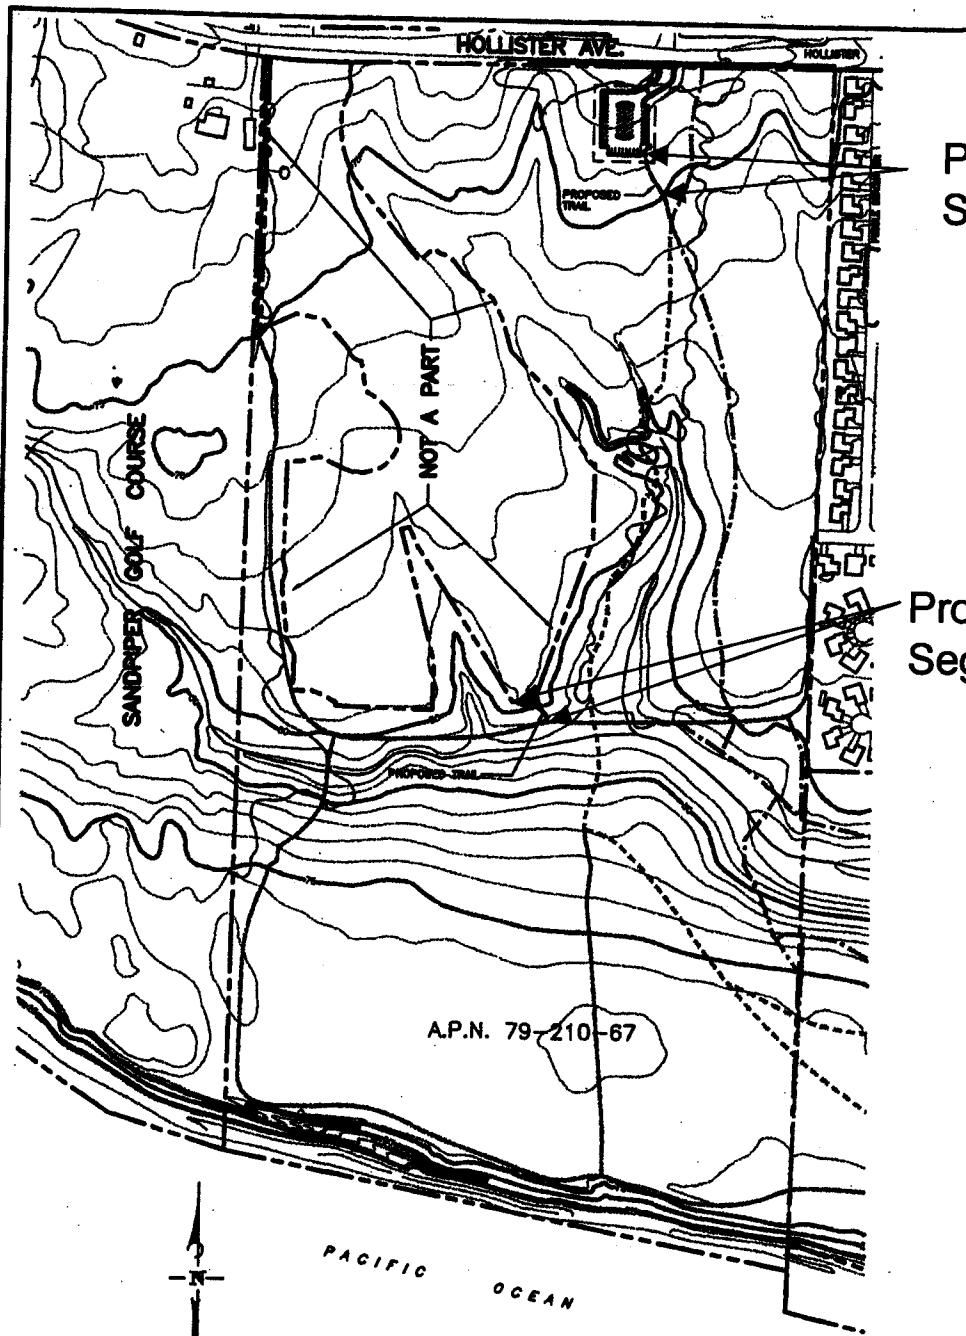 HOLLISTER AVE.
HOLLISTER
P
S
PROPOSED
TRAIL
NOT A PART
SANDPIPER GOLF COURSE
Pro
Seg
PROPOSED TRAIL
A.P.N. 79-210-67
N
PACIFIC OCEAN